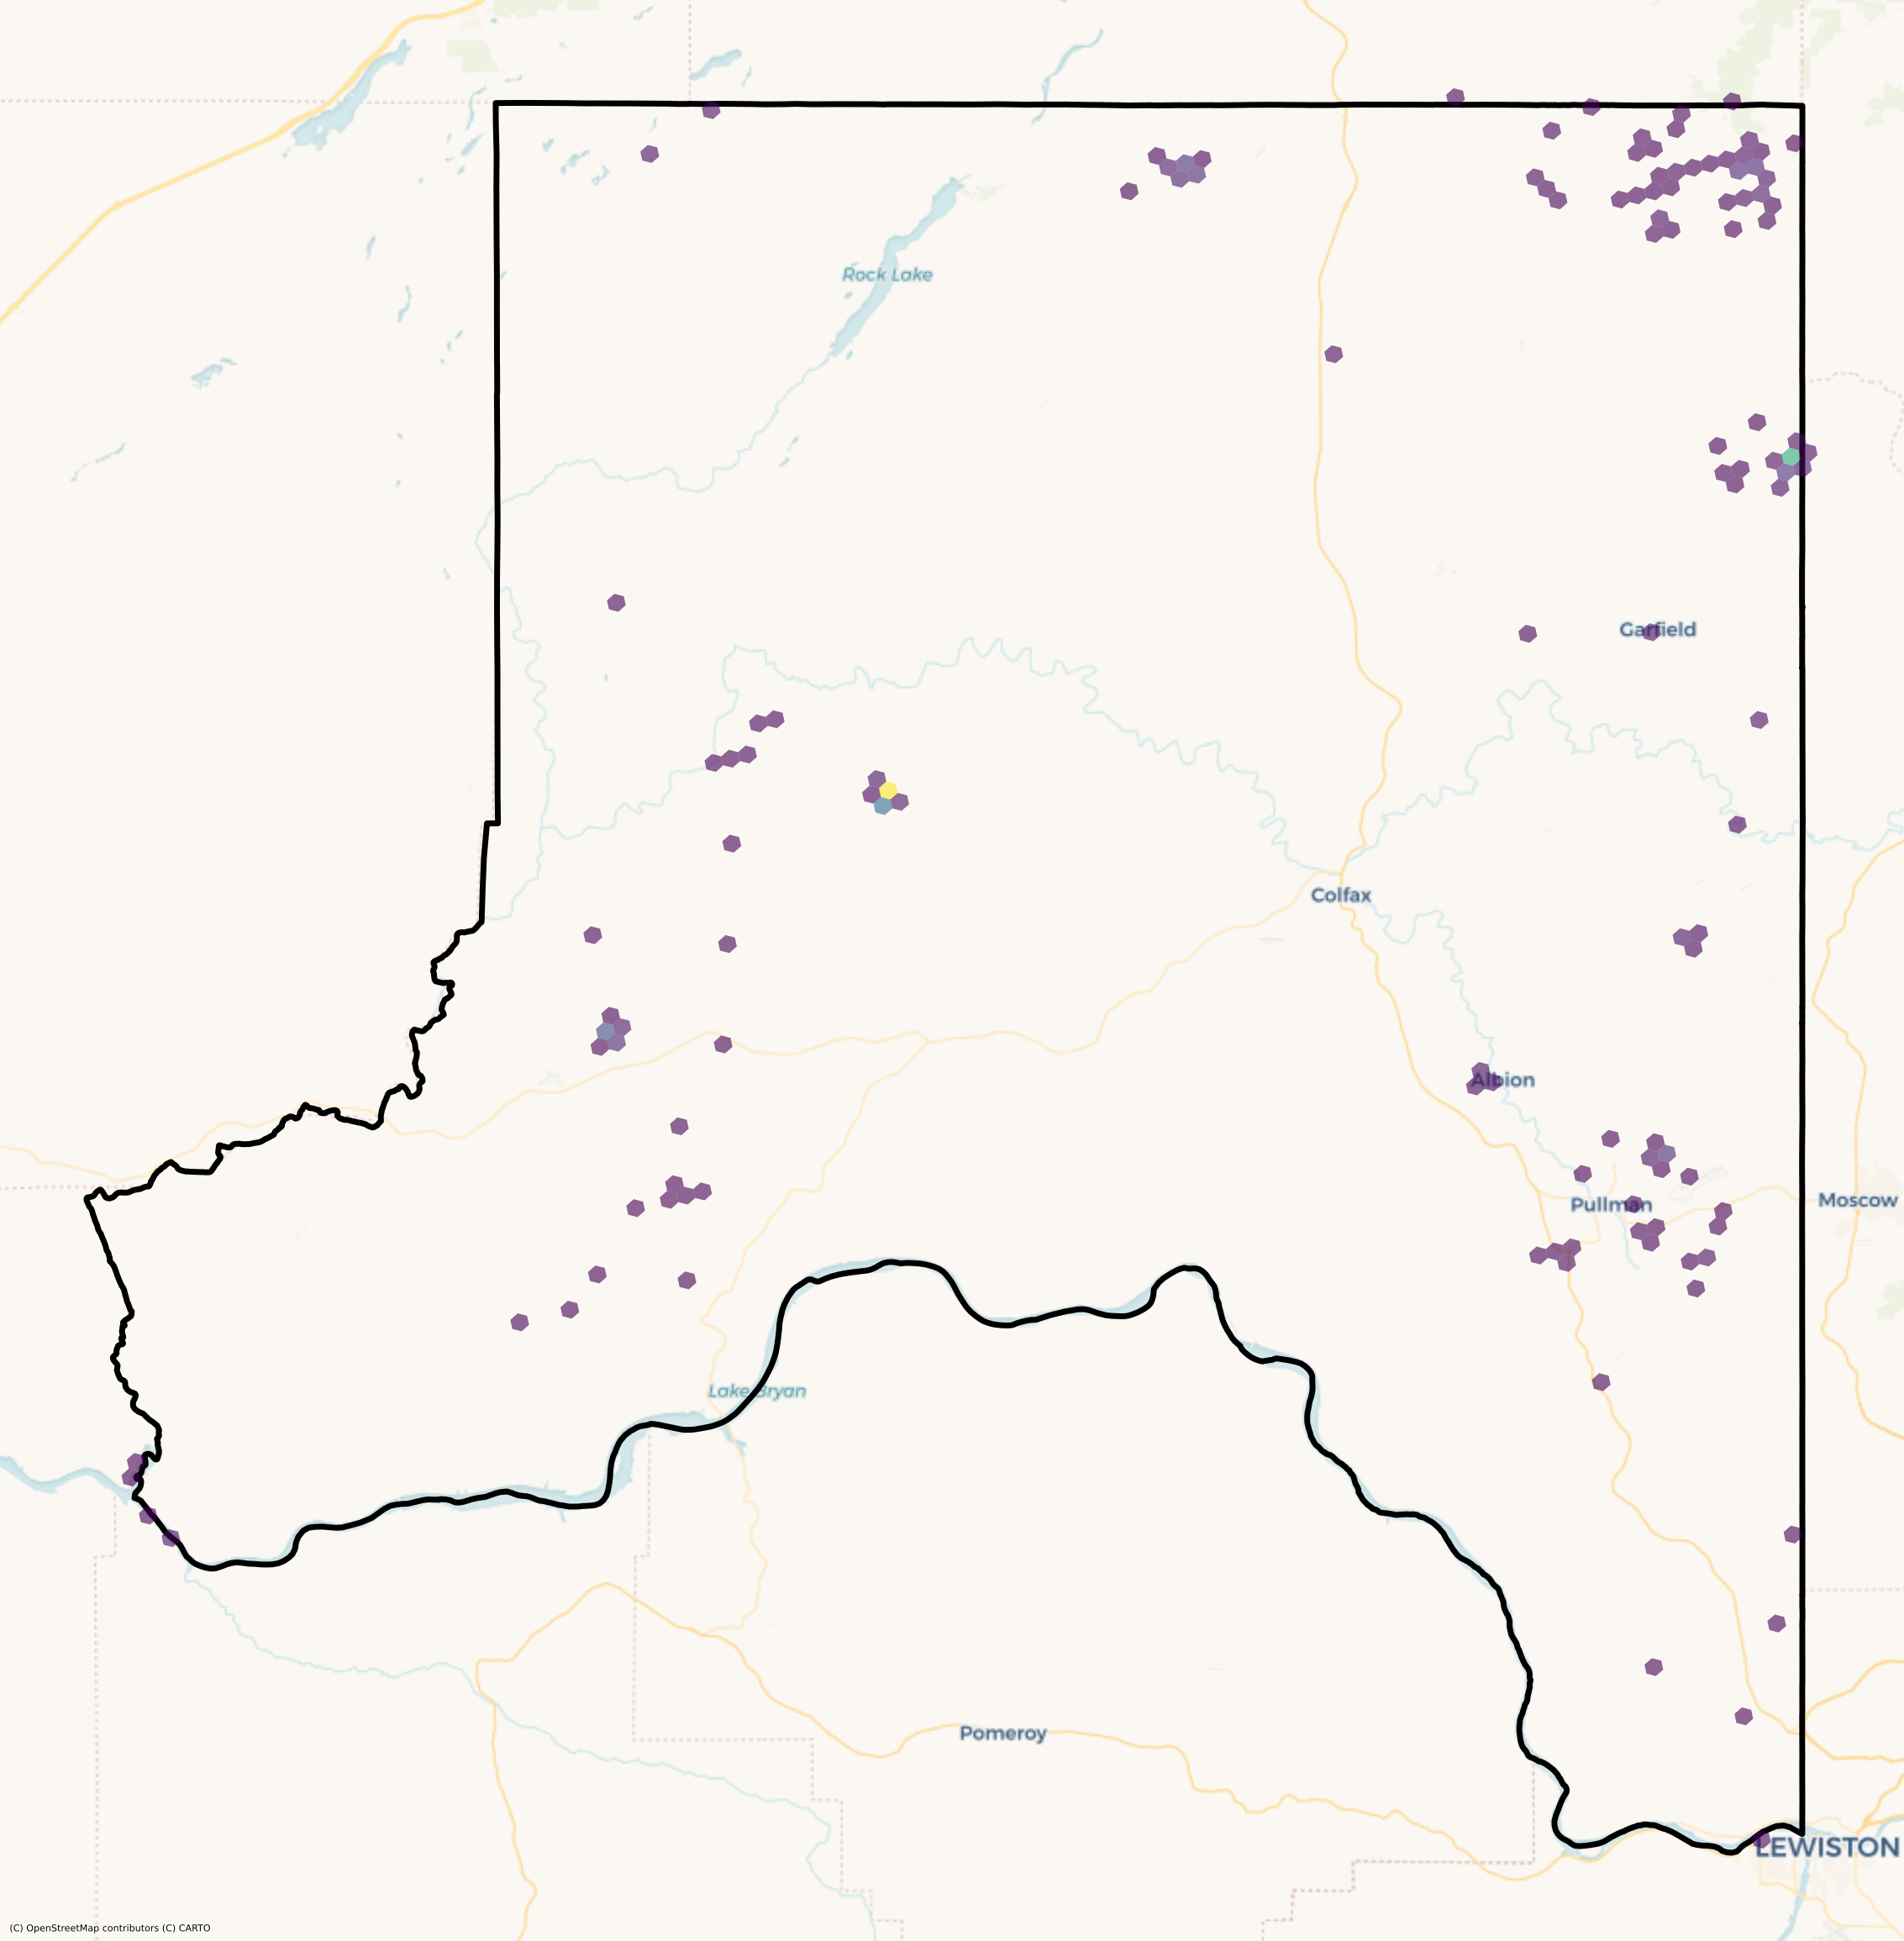 Rock Lake
Garfield
Colfax
Albion
Pullman
Moscow
Lake Bryan
Pomeroy
LEWISTON
(C) OpenStreetMap contributors (C) CARTO